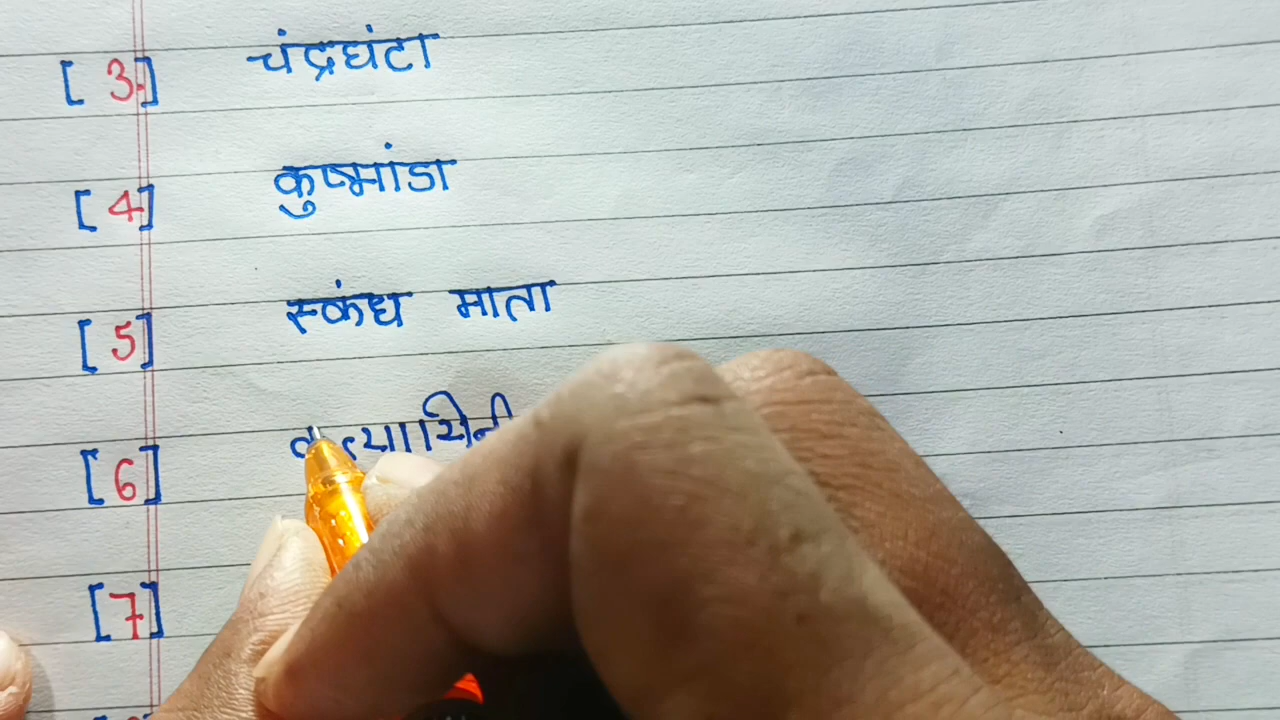 [ 3. ] चंद्रघंटा
[ 4. ] कुष्मांडा
[ 5 ] स्कंध माता
[ 6 ]
[ 7 ]